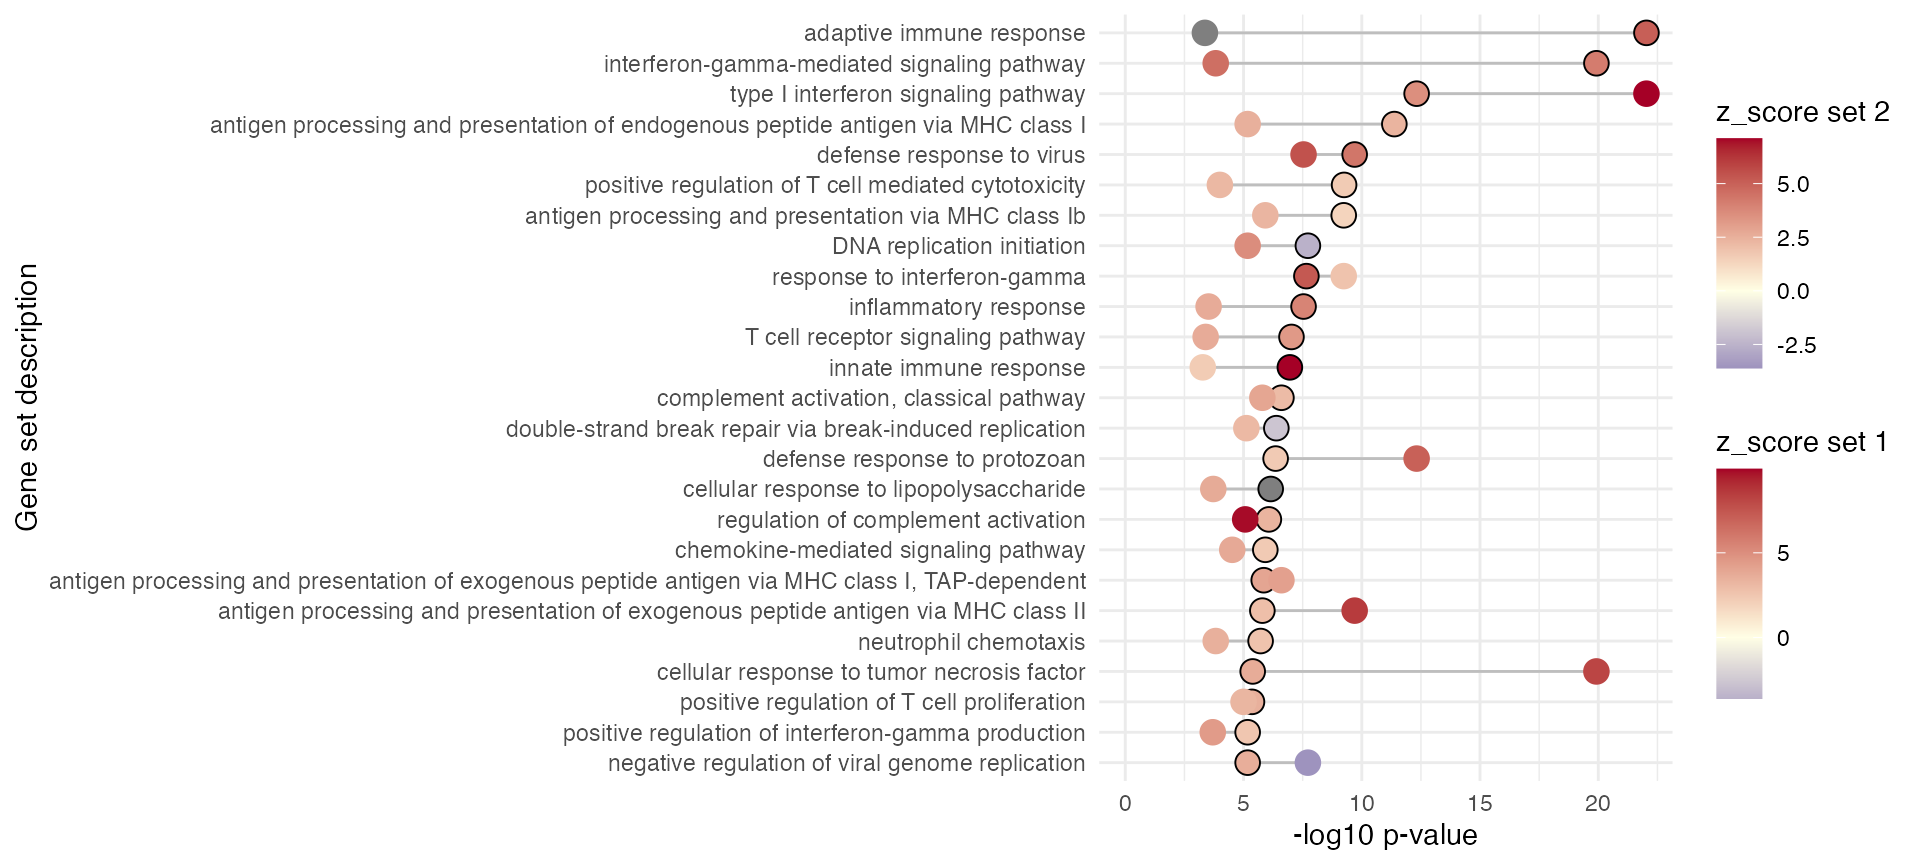 Gene set description
adaptive immune response
interferon-gamma-mediated signaling pathway
type I interferon signaling pathway
antigen processing and presentation of endogenous peptide antigen via MHC class I
defense response to virus
positive regulation of T cell mediated cytotoxicity
antigen processing and presentation via MHC class Ib
DNA replication initiation
response to interferon-gamma
inflammatory response
T cell receptor signaling pathway
innate immune response
complement activation, classical pathway
double-strand break repair via break-induced replication
defense response to protozoan
cellular response to lipopolysaccharide
regulation of complement activation
chemokine-mediated signaling pathway
antigen processing and presentation of exogenous peptide antigen via MHC class I, TAP-dependent
antigen processing and presentation of exogenous peptide antigen via MHC class II
neutrophil chemotaxis
cellular response to tumor necrosis factor
positive regulation of T cell proliferation
positive regulation of interferon-gamma production
negative regulation of viral genome replication
0 5 10 15 20
-log10 p-value
z_score set 2
5.0
2.5
0.0
-2.5
z_score set 1
5
0